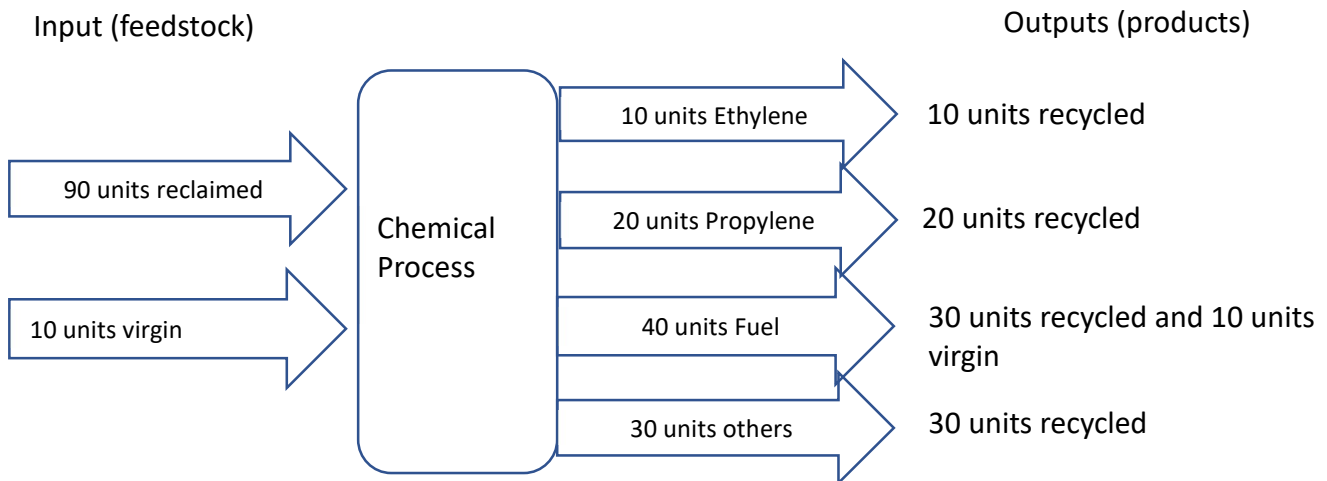 Input (feedstock)
Outputs (products)
90 units reclaimed
10 units virgin
Chemical
Process
10 units Ethylene
10 units recycled
20 units Propylene
20 units recycled
40 units Fuel
30 units recycled and 10 units
virgin
30 units others
30 units recycled